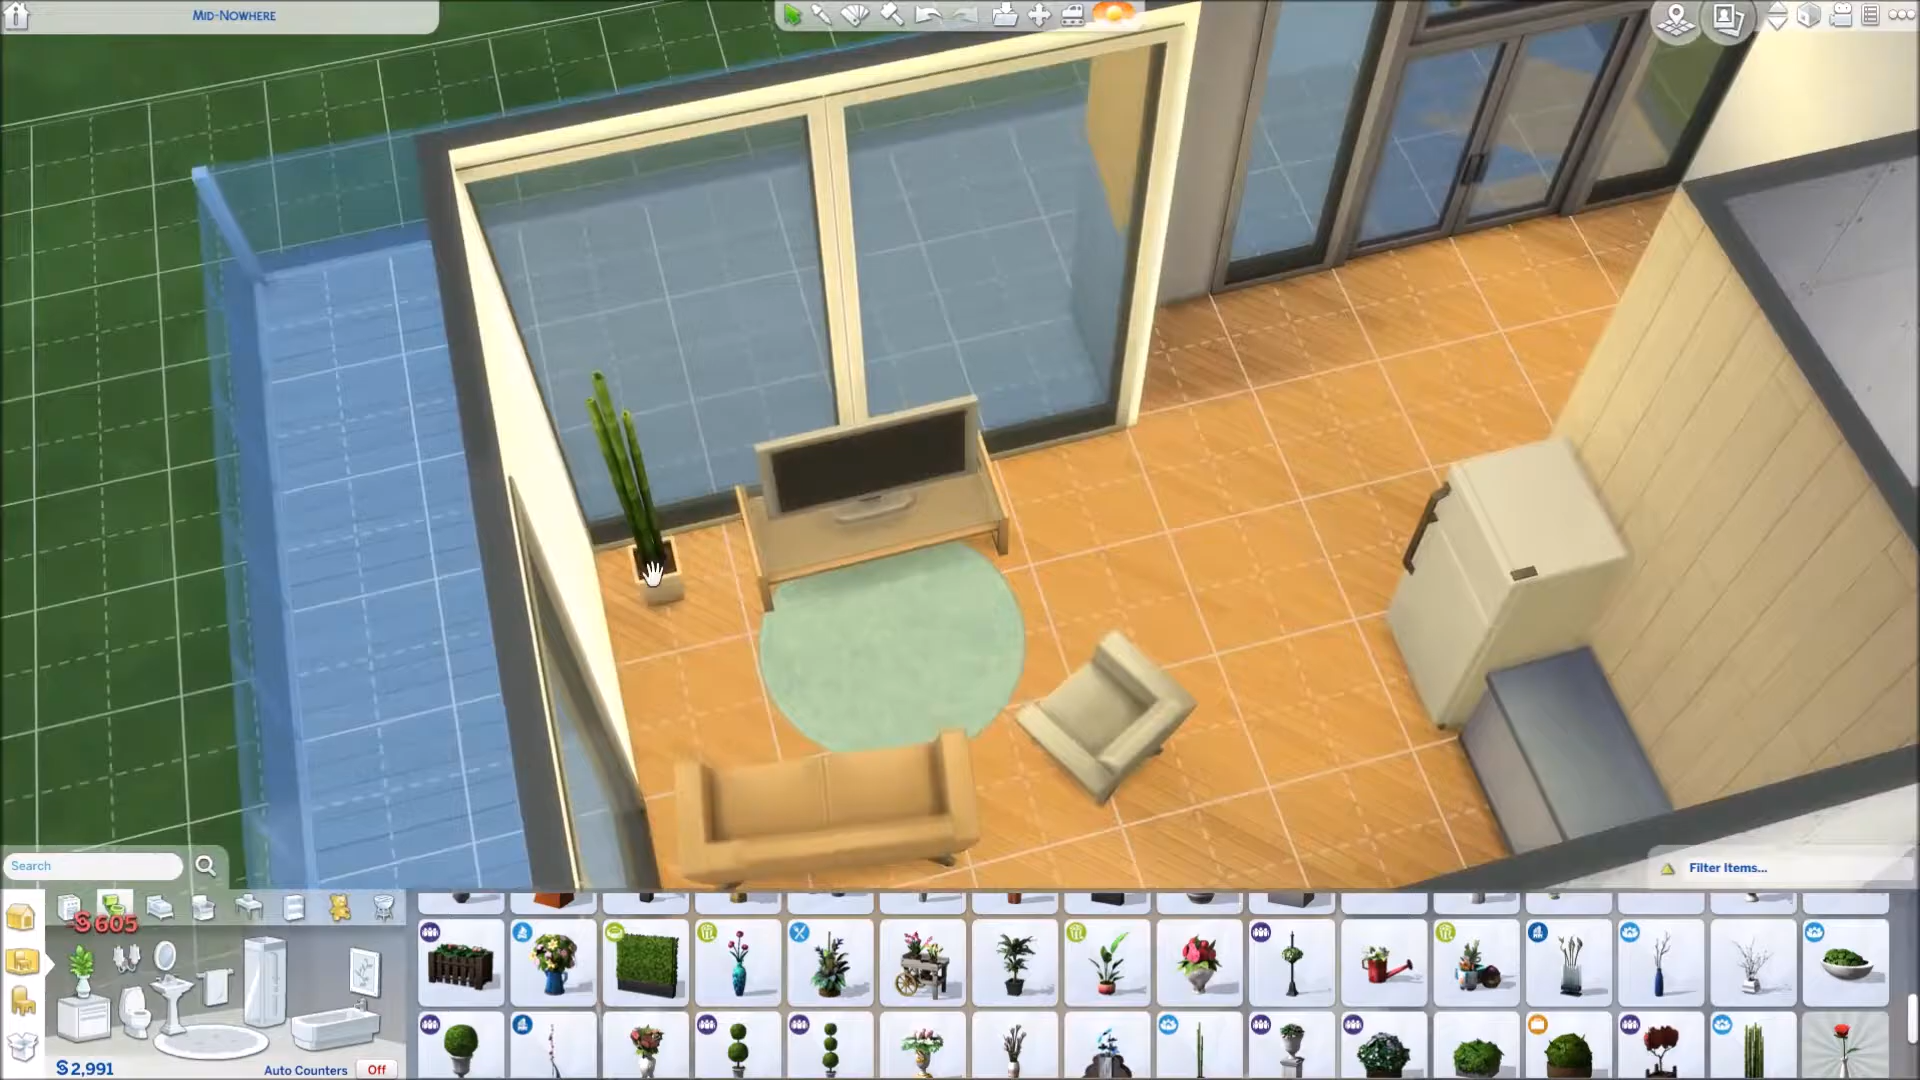 Mid-Nowhere
Search
Filter Items...
-§605
§2,991
Auto Counters
Off